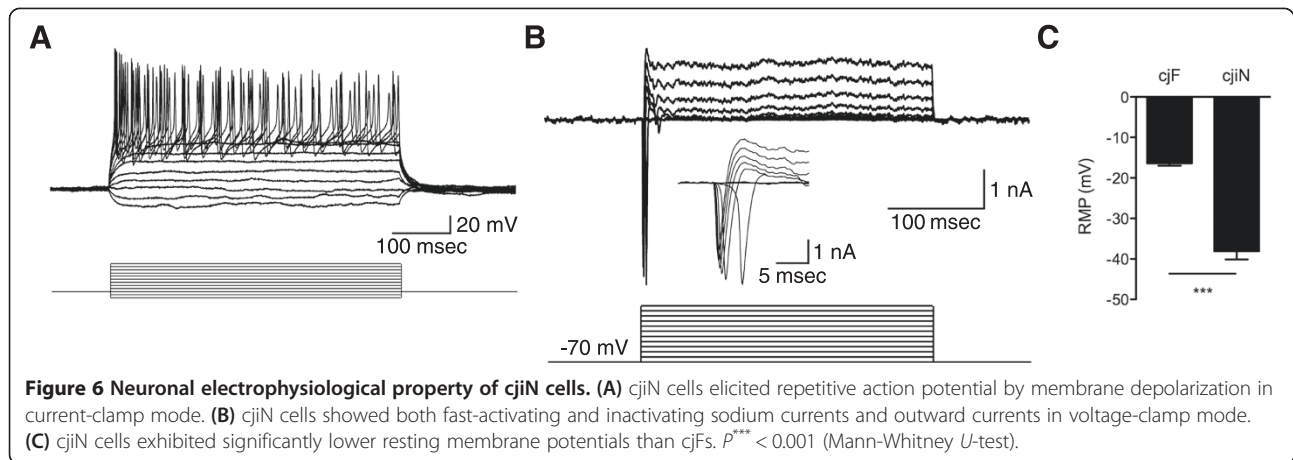 A
B
C
cjF
cjiN
0
-10
-20
-30
-40
-50
RMP (mV)
***
20 mV
100 msec
1 nA
100 msec
1 nA
5 msec
-70 mV
Figure 6 Neuronal electrophysiological property of cjiN cells. (A) cjiN cells elicited repetitive action potential by membrane depolarization in
current-clamp mode. (B) cjiN cells showed both fast-activating and inactivating sodium currents and outward currents in voltage-clamp mode.
(C) cjiN cells exhibited significantly lower resting membrane potentials than cjFs. P*** < 0.001 (Mann-Whitney U-test).